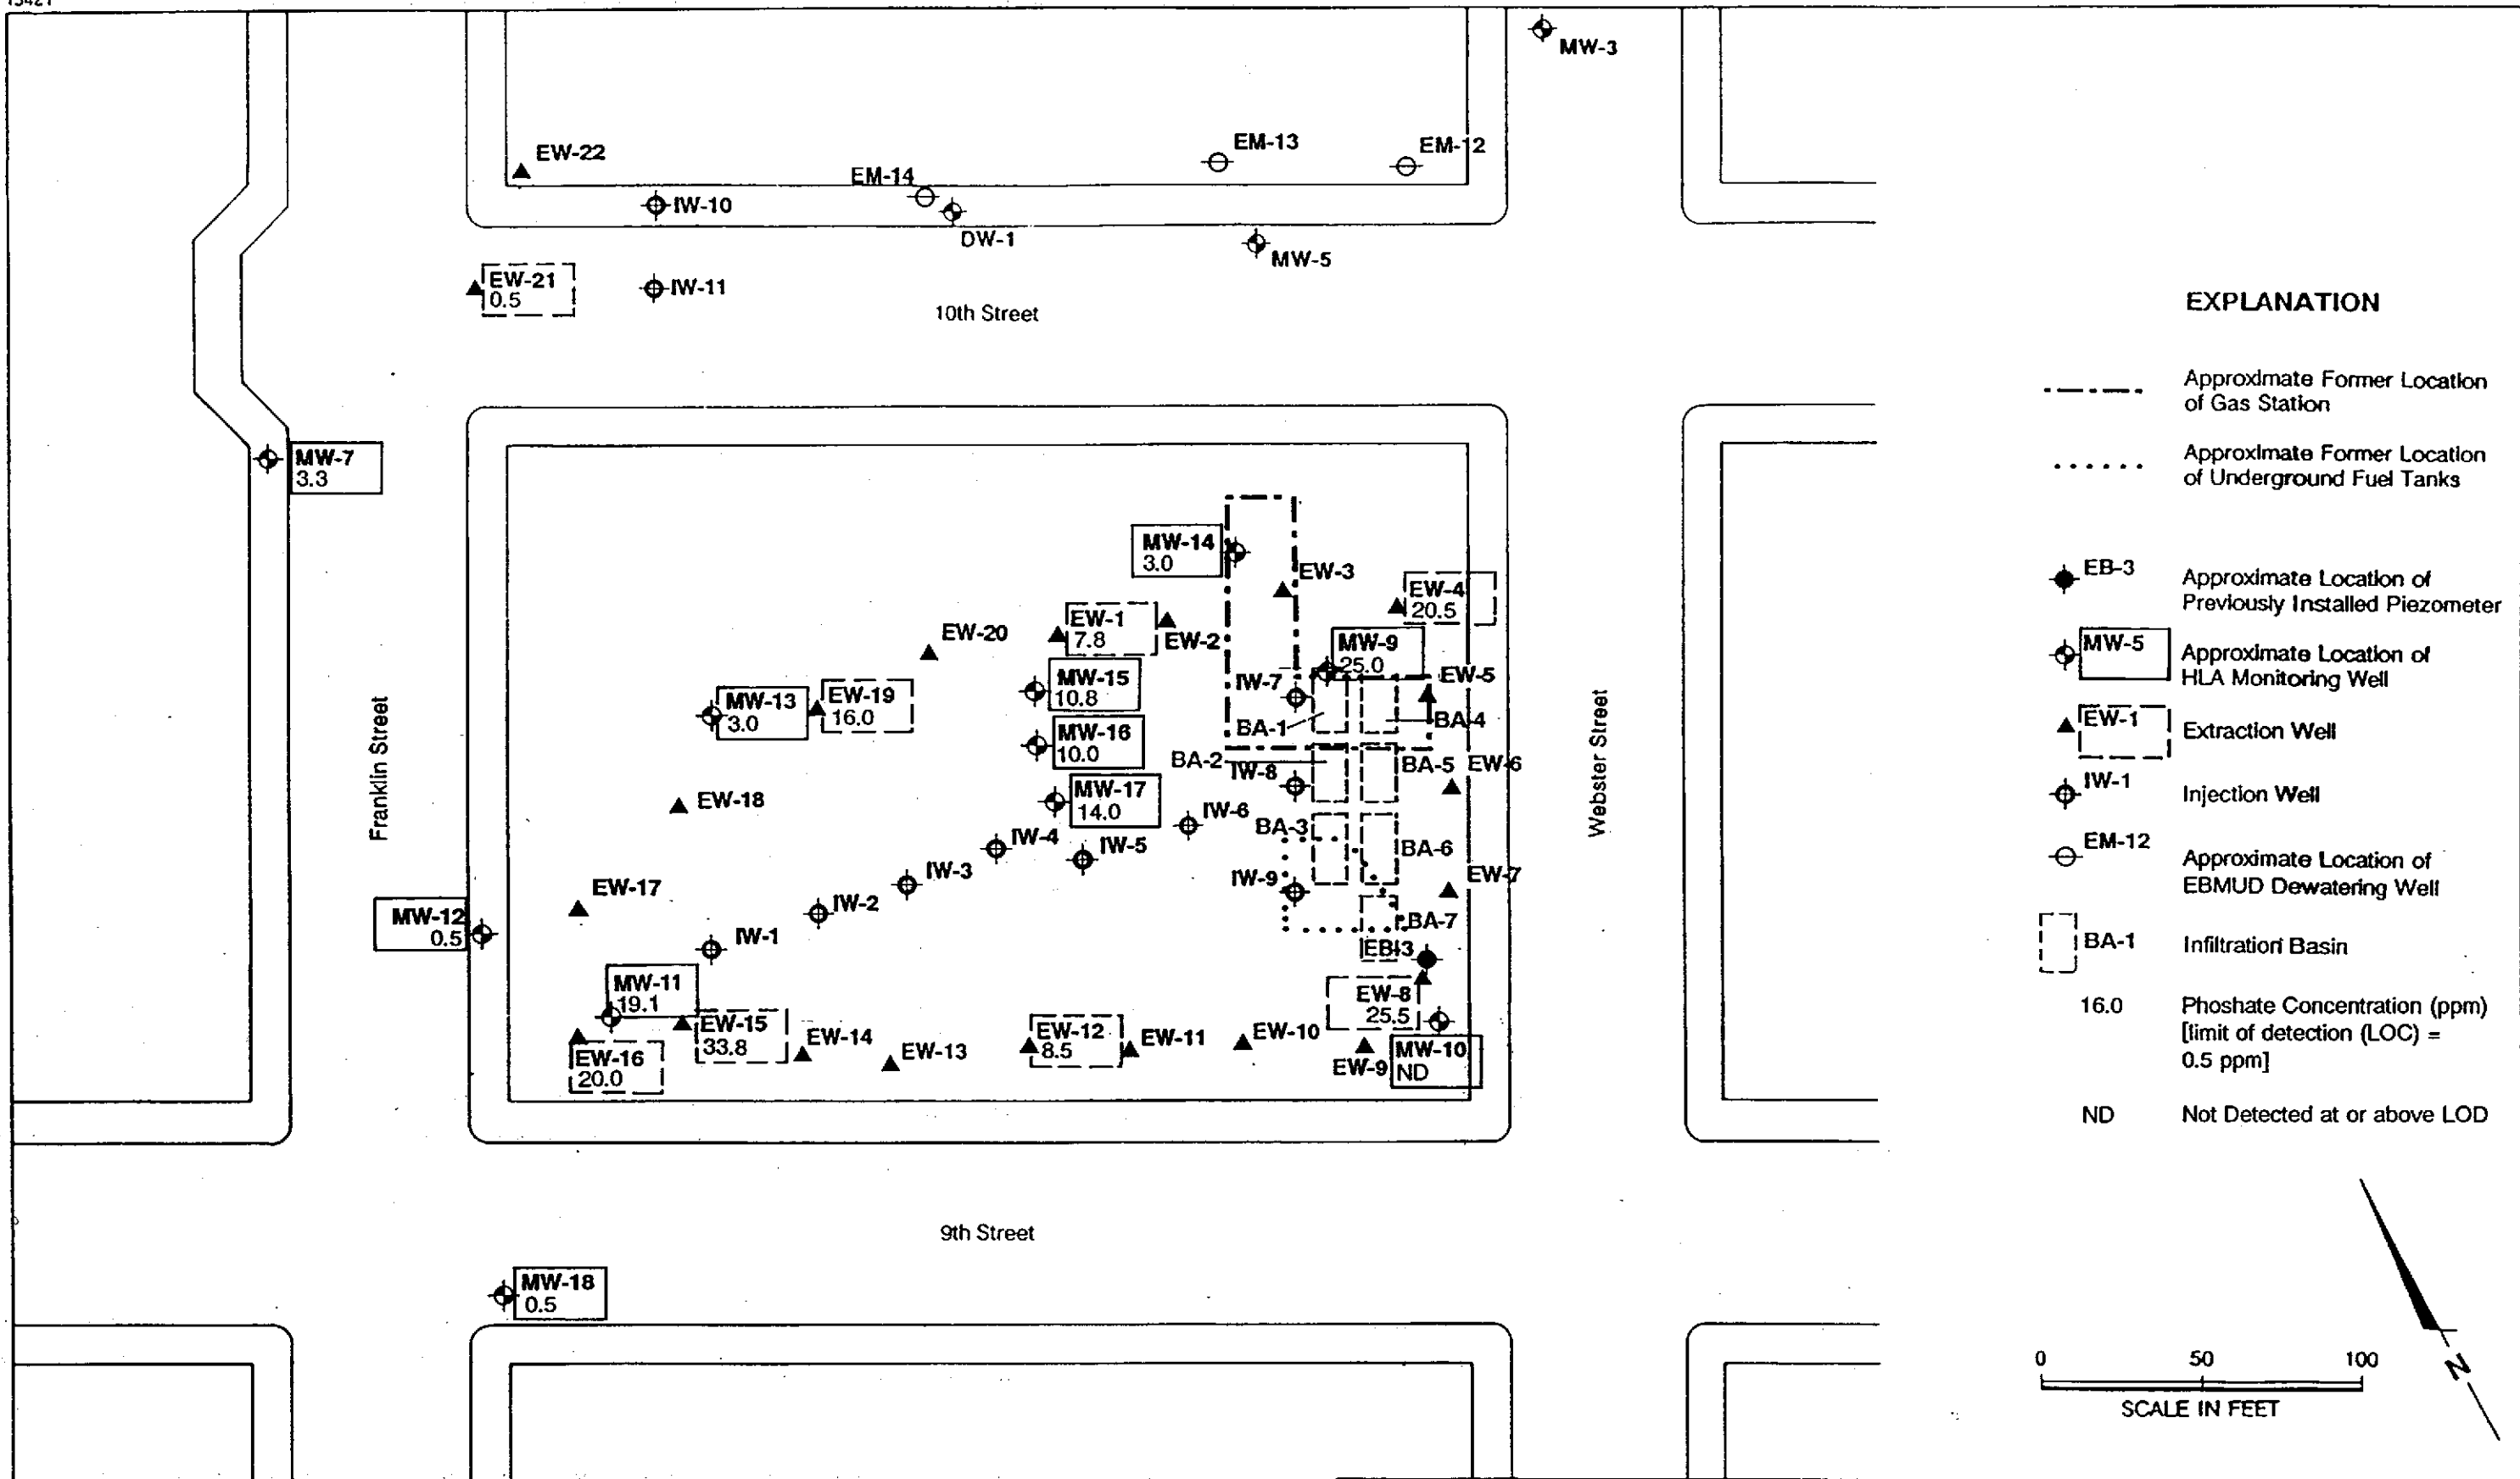 MW-3
EW-22
EM-13
EM-12
EM-14
IW-10
DW-1
MW-5
EW-21
0.5
IW-11
10th Street
MW-7
3.3
MW-14
3.0
EW-3
EW-4
20.5
EW-1
7.8
EW-2
EW-20
MW-9
25.0
MW-15
10.8
IW-7
EW-5
MW-13
3.0
EW-19
16.0
BA-1
BA-4
MW-16
10.0
BA-2
IW-8
BA-5
EW-6
Franklin Street
Webster Street
EW-18
MW-17
14.0
IW-6
BA-3
IW-4
IW-5
BA-6
IW-3
IW-9
EW-7
EW-17
IW-2
MW-12
0.5
BA-7
IW-1
EB-3
MW-11
19.1
EW-8
25.5
EW-15
33.8
EW-14
EW-13
EW-12
8.5
EW-11
EW-10
EW-9
MW-10
ND
EW-16
20.0
9th Street
MW-18
0.5
EXPLANATION
Approximate Former Location
of Gas Station
Approximate Former Location
of Underground Fuel Tanks
EB-3
Approximate Location of
Previously Installed Piezometer
MW-5
Approximate Location of
HLA Monitoring Well
EW-1
Extraction Well
IW-1
Injection Well
EM-12
Approximate Location of
EBMUD Dewatering Well
BA-1
Infiltration Basin
16.0
Phoshate Concentration (ppm)
[limit of detection (LOC) =
0.5 ppm]
ND
Not Detected at or above LOD
N
0 50 100
SCALE IN FEET